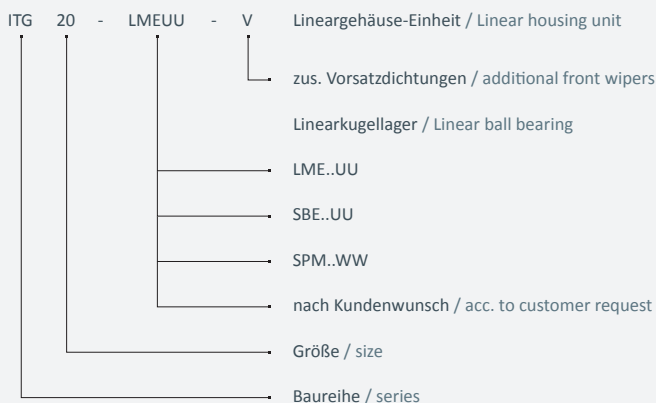 ITG 20 - LMEUU - V Lineargehäuse-Einheit / Linear housing unit
zus. Vorsatzdichtungen / additional front wipers
Linearkugellager / Linear ball bearing
LME..UU
SBE..UU
SPM..WW
nach Kundenwunsch / acc. to customer request
Größe / size
Baureihe / series